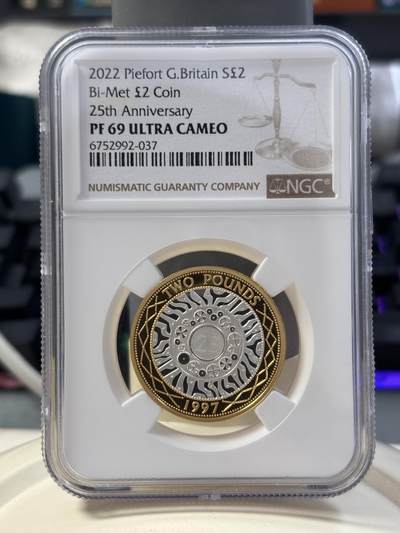 2022 Piefort G.Britain S£2
Bi-Met £2 Coin
25th Anniversary
PF 69 ULTRA CAMEO
6752992-037
NUMISMATIC GUARANTY COMPANY
NGC®
TWO POUNDS
1997